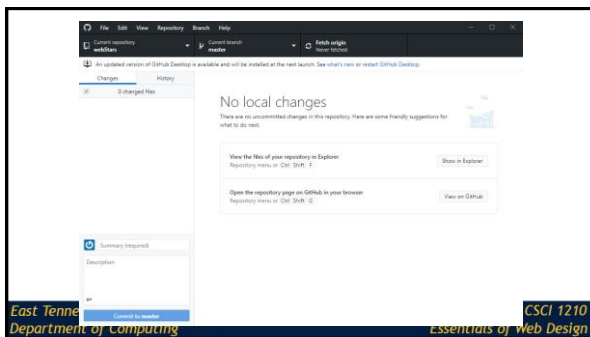 File Edit View Repository Branch Help
Current repository
webStars
Current branch
master
Fetch origin
Never fetched
An updated version of GitHub Desktop is available and will be installed at the next launch. See what's new or restart GitHub Desktop.
Changes History
0 changed files
No local changes
There are no uncommitted changes in this repository. Here are some friendly suggestions for
what to do next.
View the files of your repository in Explorer
Repository menu or Ctrl Shift F
Show in Explorer
Open the repository page on GitHub in your browser
Repository menu or Ctrl Shift G
View on GitHub
Summary (required)
Description
Commit to master
East Tenne
Department of Computing
CSCI 1210
Essentials of Web Design